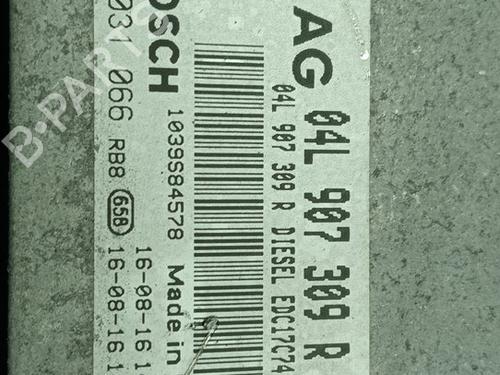 AG
04L 907 309 R
04L 907 309 R DIESEL EDC17C74
1039S84578 Made in
BOSCH
031 066 RB8 658 16-08-16
16-08-16
B-PARTS